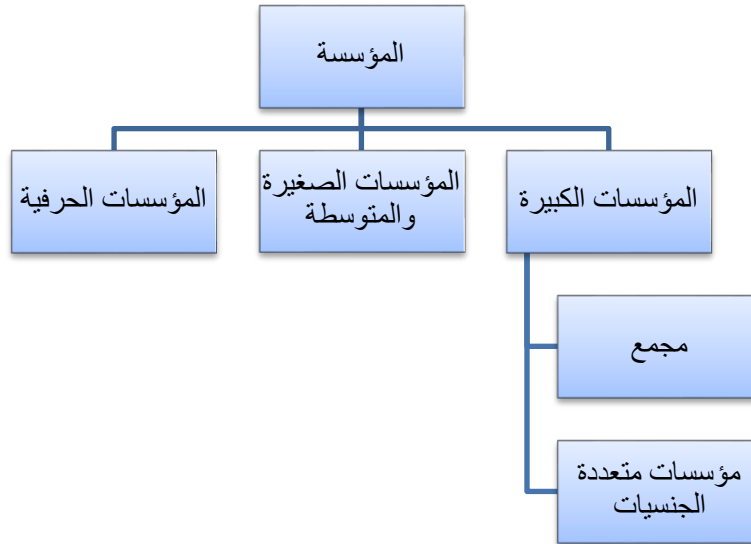 المؤسسة
المؤسسات الكبيرة
المؤسسات الصغيرة
والمتوسطة
المؤسسات الحرفية
مجمع
مؤسسات متعددة
الجنسيات